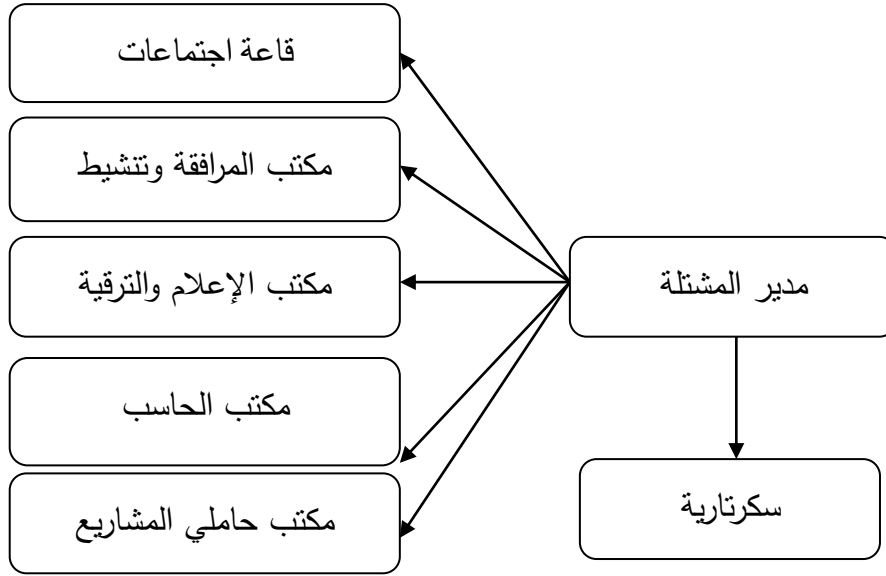 قاعة اجتماعات
مكتب المرافقة وتنشيط
مدير المشتلة
مكتب الإعلام والترقية
مكتب الحاسب
سكرتارية
مكتب حاملي المشاريع